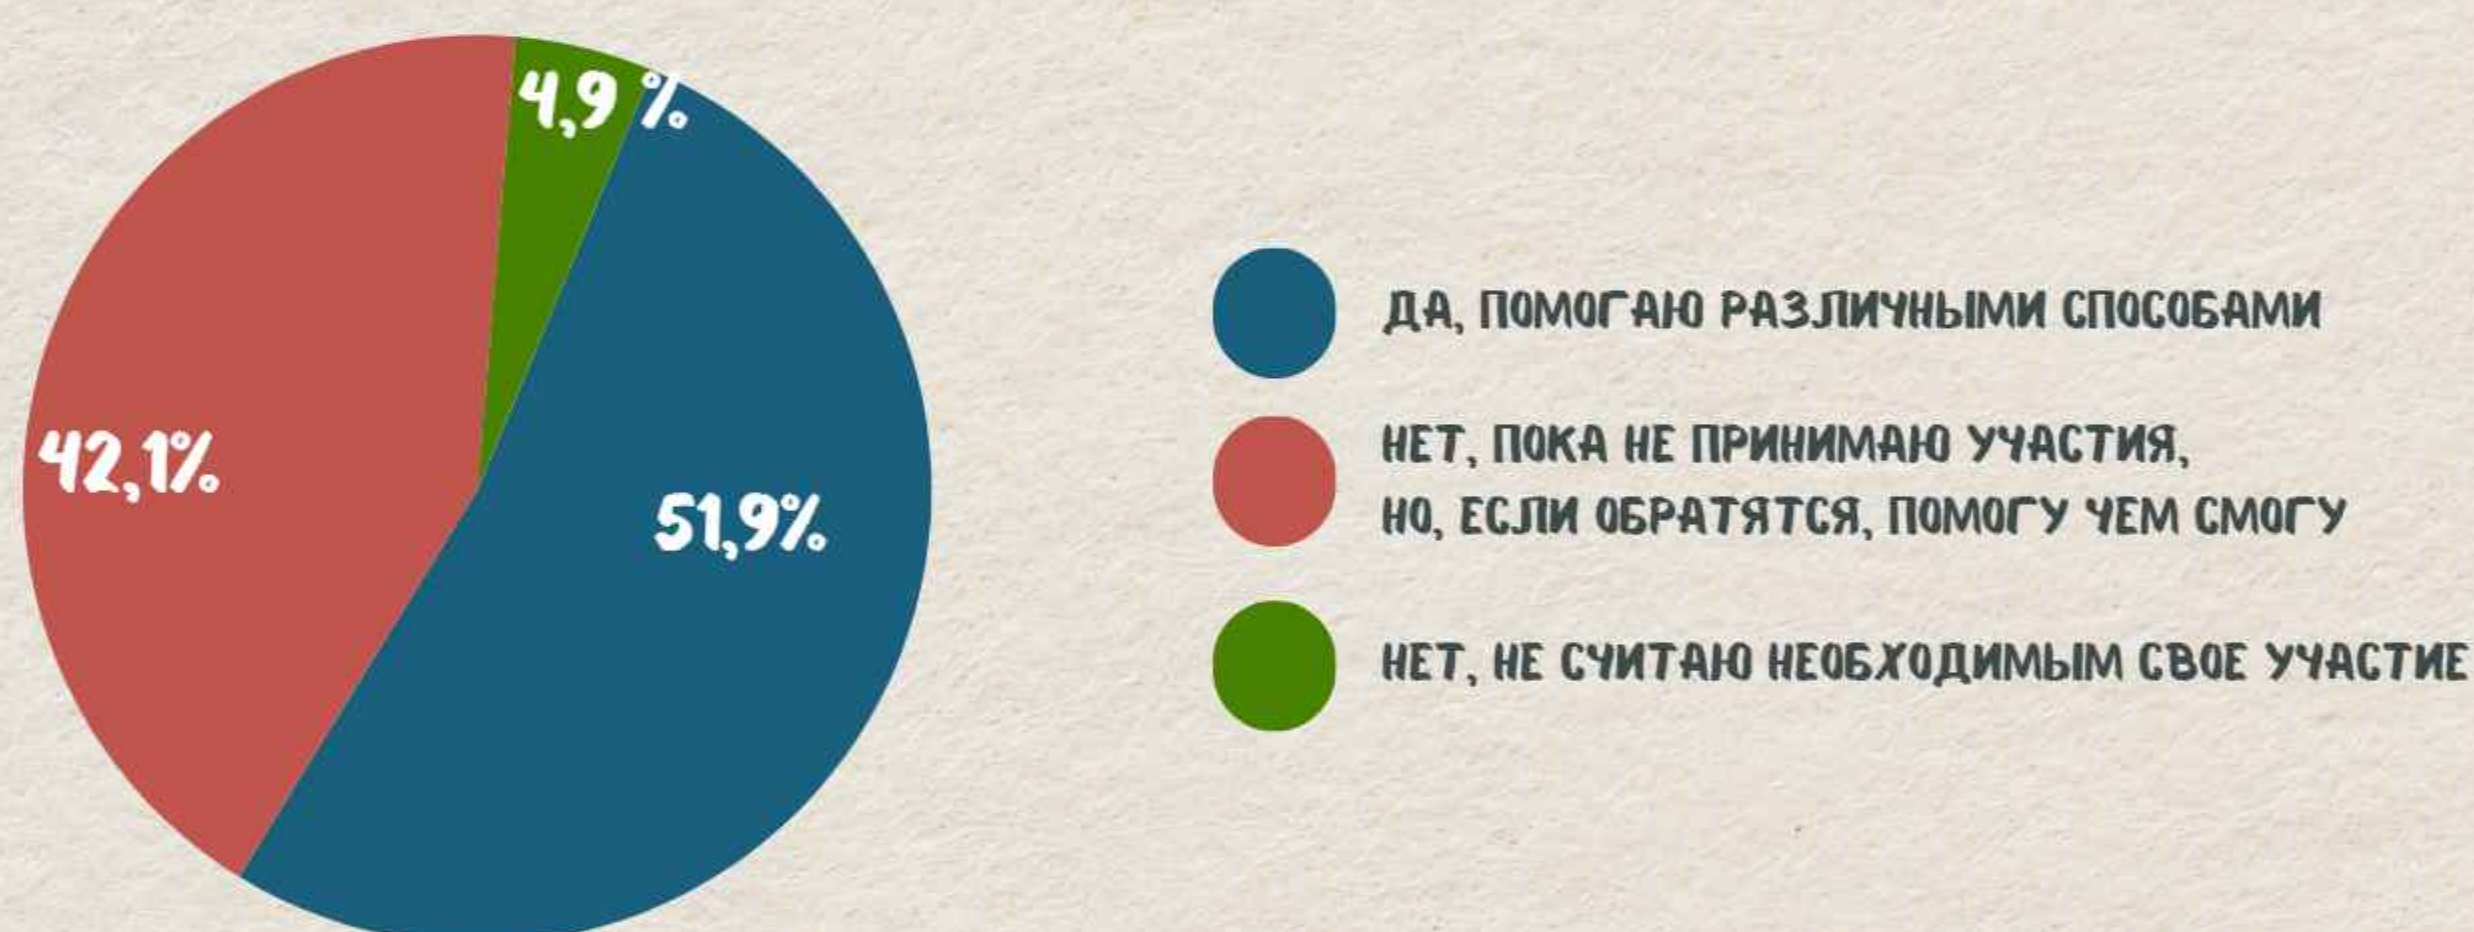 4,9 %
42,1%
51,9%
ДА, ПОМОГАЮ РАЗЛИЧНЫМИ СПОСОБАМИ
НЕТ, ПОКА НЕ ПРИНИМАЮ УЧАСТИЯ,
НО, ЕСЛИ ОБРАТЯТСЯ, ПОМОГУ ЧЕМ СМОГУ
НЕТ, НЕ СЧИТАЮ НЕОБХОДИМЫМ СВОЕ УЧАСТИЕ